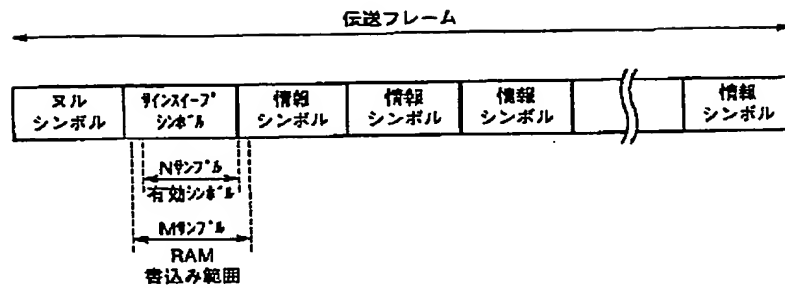 伝送フレーム
ヌル
シンボル
サインスイープ
シンボル
情報
シンボル
情報
シンボル
情報
シンボル
情報
シンボル
Nサンプル
有効シンボル
Mサンプル
RAM
書込み範囲